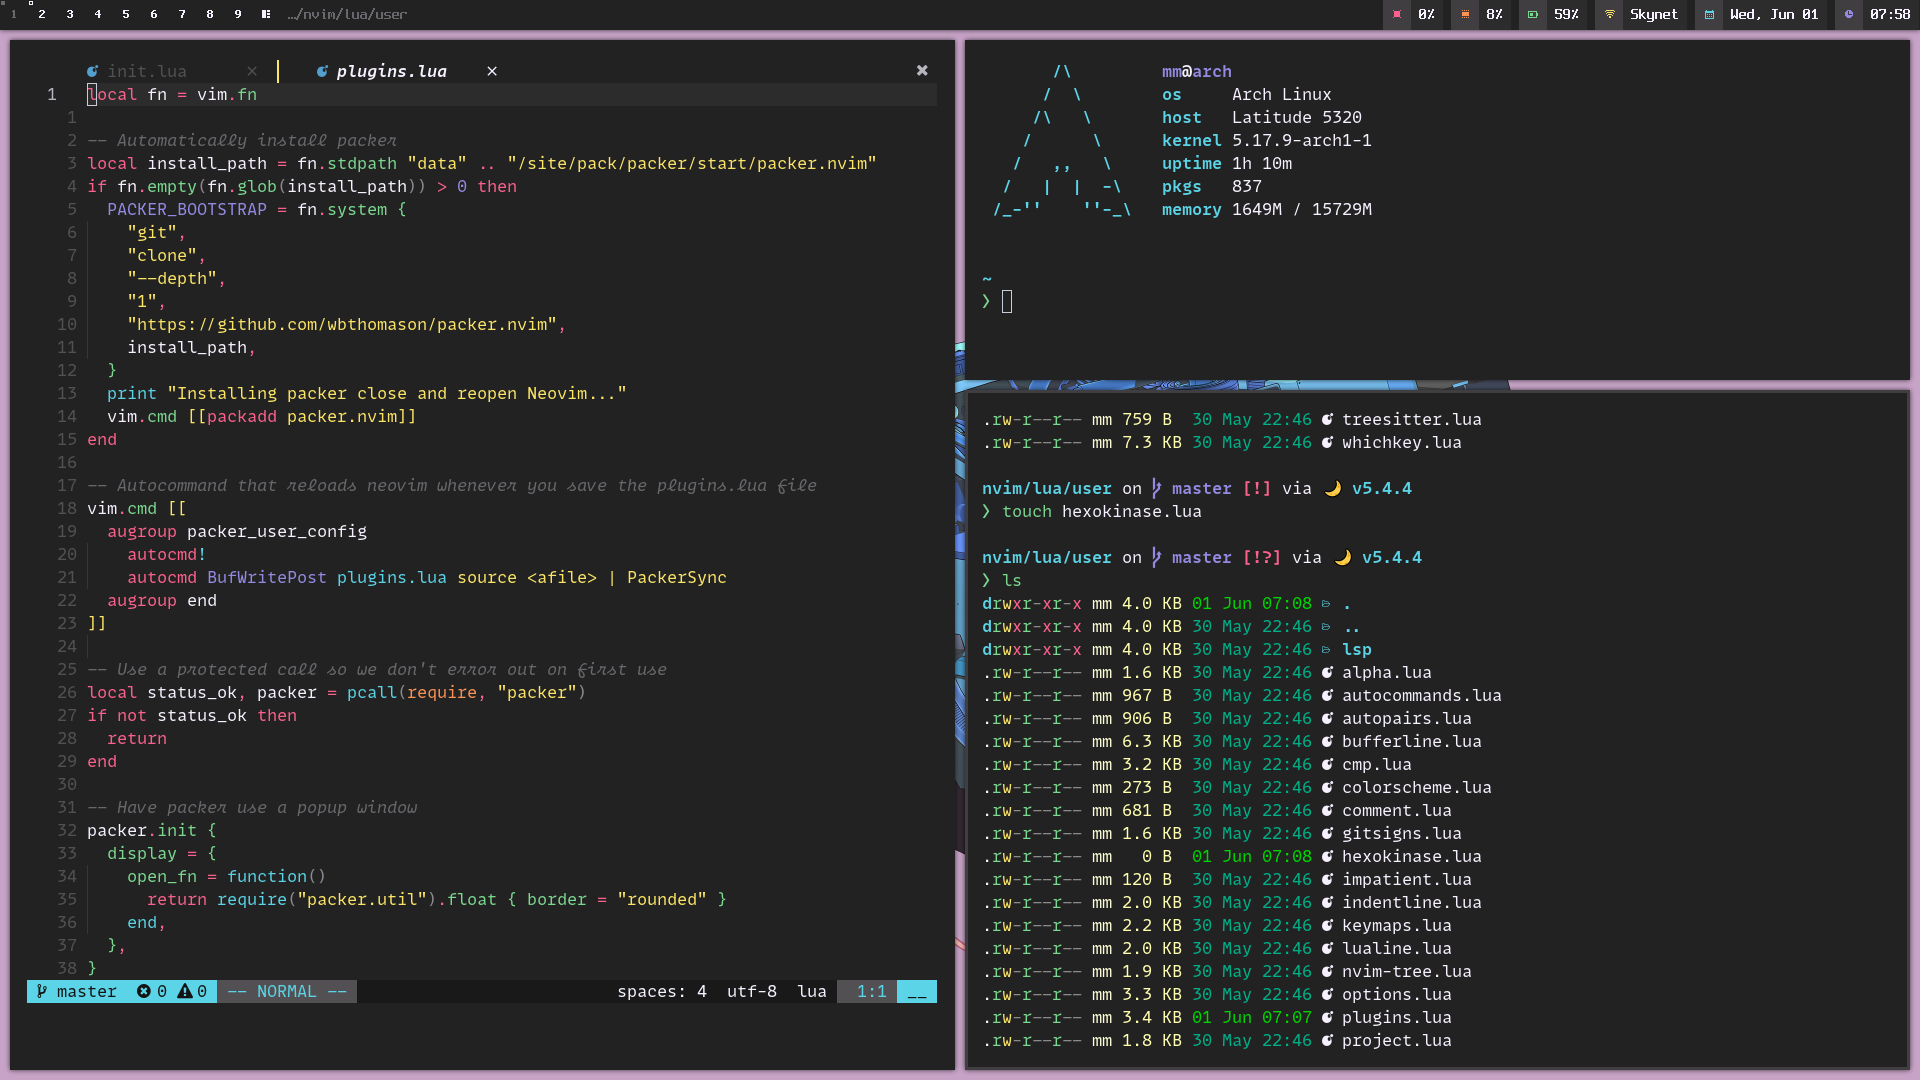 1 2 3 4 5 6 7 8 9 …/nvim/lua/user 0% 8% 59% Skynet Wed, Jun 01 07:58
init.lua × plugins.lua ×
1 local fn = vim.fn
1
2 -- Automatically install packer
3 local install_path = fn.stdpath "data" .. "/site/pack/packer/start/packer.nvim"
4 if fn.empty(fn.glob(install_path)) > 0 then
5 PACKER_BOOTSTRAP = fn.system {
6 "git",
7 "clone",
8 "--depth",
9 "1",
10 "https://github.com/wbthomason/packer.nvim",
11 install_path,
12 }
13 print "Installing packer close and reopen Neovim..."
14 vim.cmd [[packadd packer.nvim]]
15 end
16
17 -- Autocommand that reloads neovim whenever you save the plugins.lua file
18 vim.cmd [[
19 augroup packer_user_config
20 autocmd!
21 autocmd BufWritePost plugins.lua source <afile> | PackerSync
22 augroup end
23 ]]
24
25 -- Use a protected call so we don't error out on first use
26 local status_ok, packer = pcall(require, "packer")
27 if not status_ok then
28 return
29 end
30
31 -- Have packer use a popup window
32 packer.init {
33 display = {
34 open_fn = function()
35 return require("packer.util").float { border = "rounded" }
36 end,
37 },
38 }
master 0 0 -- NORMAL -- spaces: 4 utf-8 lua 1:1 __
/\ mm@arch
/ \ os Arch Linux
/\ \ host Latitude 5320
/ \ kernel 5.17.9-arch1-1
/ ,, \ uptime 1h 10m
/ | | -\ pkgs 837
/_-'' ''-_\ memory 1649M / 15729M
~
❯
.rw-r--r-- mm 759 B 30 May 22:46 treesitter.lua
.rw-r--r-- mm 7.3 KB 30 May 22:46 whichkey.lua
nvim/lua/user on master [!] via 🌙 v5.4.4
❯ touch hexokinase.lua
nvim/lua/user on master [!?] via 🌙 v5.4.4
❯ ls
drwxr-xr-x mm 4.0 KB 01 Jun 07:08 .
drwxr-xr-x mm 4.0 KB 30 May 22:46 ..
drwxr-xr-x mm 4.0 KB 30 May 22:46 lsp
.rw-r--r-- mm 1.6 KB 30 May 22:46 alpha.lua
.rw-r--r-- mm 967 B 30 May 22:46 autocommands.lua
.rw-r--r-- mm 906 B 30 May 22:46 autopairs.lua
.rw-r--r-- mm 6.3 KB 30 May 22:46 bufferline.lua
.rw-r--r-- mm 3.2 KB 30 May 22:46 cmp.lua
.rw-r--r-- mm 273 B 30 May 22:46 colorscheme.lua
.rw-r--r-- mm 681 B 30 May 22:46 comment.lua
.rw-r--r-- mm 1.6 KB 30 May 22:46 gitsigns.lua
.rw-r--r-- mm 0 B 01 Jun 07:08 hexokinase.lua
.rw-r--r-- mm 120 B 30 May 22:46 impatient.lua
.rw-r--r-- mm 2.0 KB 30 May 22:46 indentline.lua
.rw-r--r-- mm 2.2 KB 30 May 22:46 keymaps.lua
.rw-r--r-- mm 2.0 KB 30 May 22:46 lualine.lua
.rw-r--r-- mm 1.9 KB 30 May 22:46 nvim-tree.lua
.rw-r--r-- mm 3.3 KB 30 May 22:46 options.lua
.rw-r--r-- mm 3.4 KB 01 Jun 07:07 plugins.lua
.rw-r--r-- mm 1.8 KB 30 May 22:46 project.lua